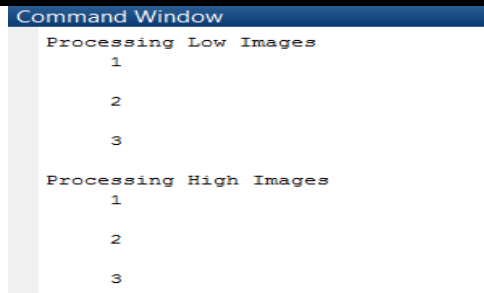 Command Window
Processing Low Images
1
2
3
Processing High Images
1
2
3